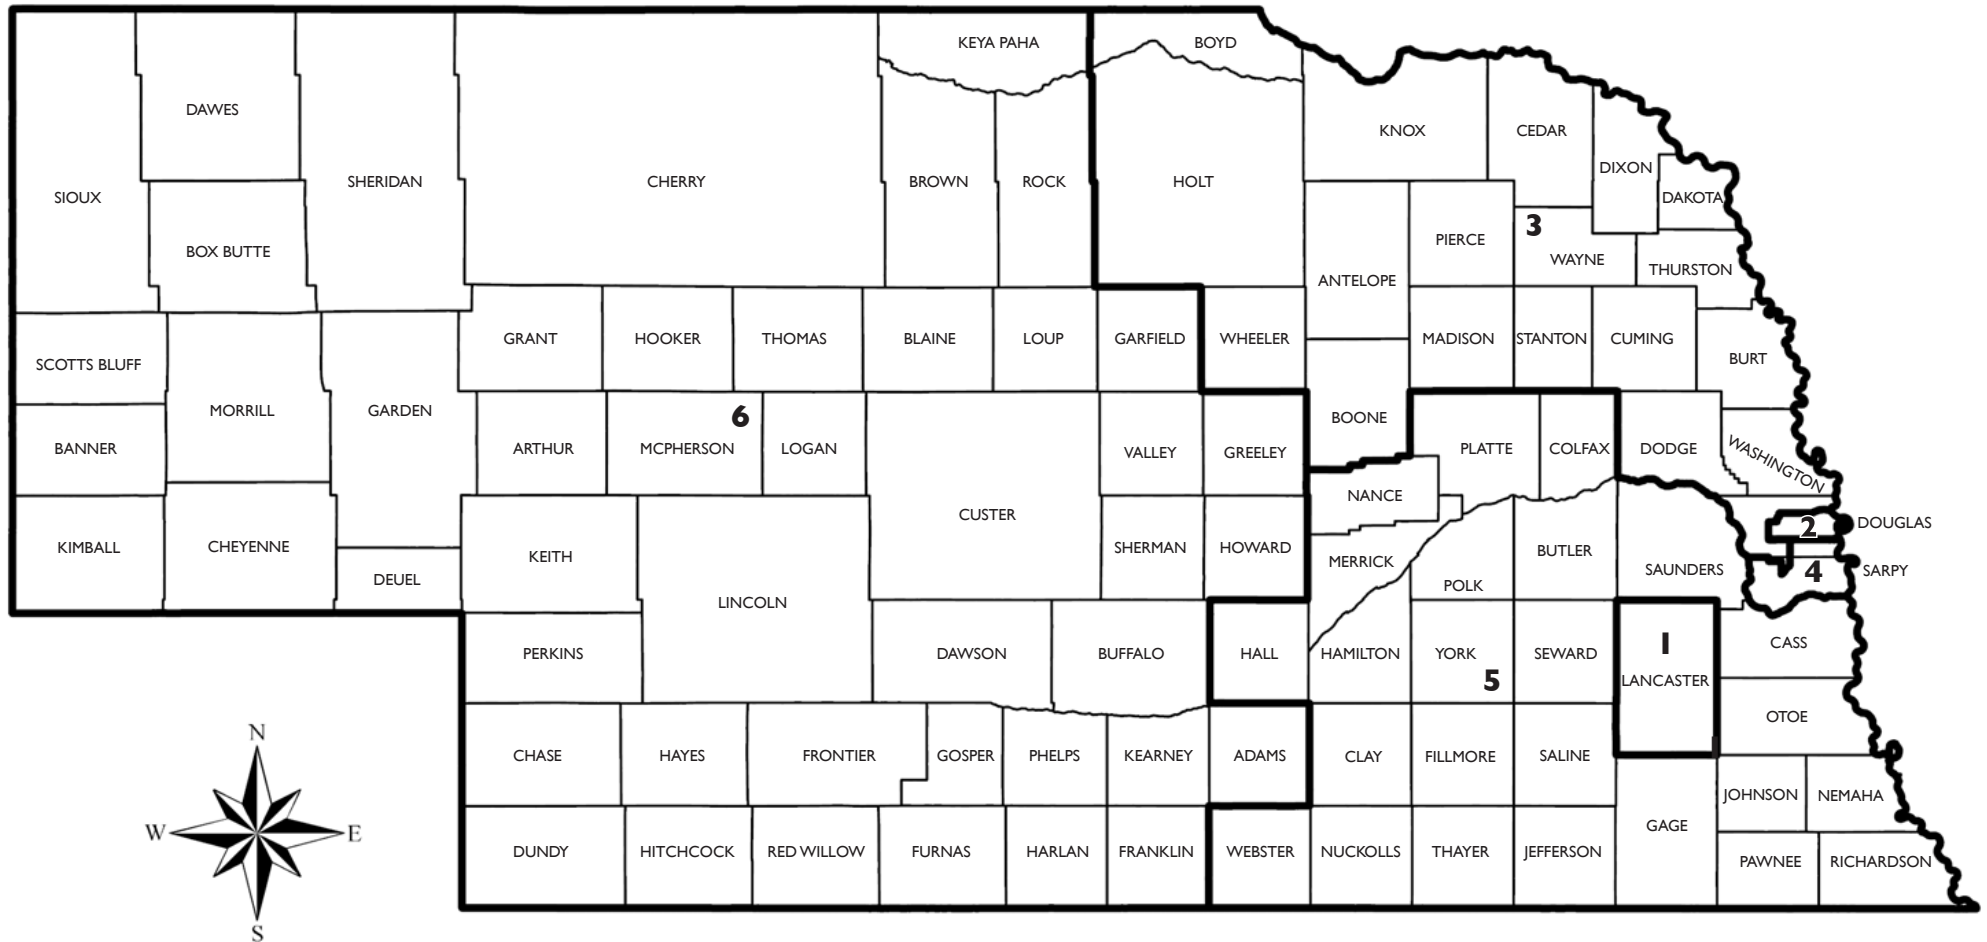 KEYA PAHA
BOYD
DAWES
KNOX
CEDAR
DIXON
SIOUX
SHERIDAN
CHERRY
BROWN
ROCK
HOLT
DAKOTA
3
BOX BUTTE
PIERCE
WAYNE
THURSTON
ANTELOPE
GRANT
HOOKER
THOMAS
BLAINE
LOUP
GARFIELD
WHEELER
MADISON
STANTON
CUMING
BURT
SCOTTS BLUFF
MORRILL
GARDEN
6
BOONE
BANNER
ARTHUR
MCPHERSON
LOGAN
VALLEY
GREELEY
PLATTE
COLFAX
DODGE
WASHINGTON
NANCE
CUSTER
2
DOUGLAS
KIMBALL
CHEYENNE
KEITH
SHERMAN
HOWARD
MERRICK
BUTLER
SAUNDERS
4
SARPY
DEUEL
POLK
LINCOLN
PERKINS
DAWSON
BUFFALO
HALL
HAMILTON
YORK
SEWARD
1
CASS
5
LANCASTER
OTOE
N
CHASE
HAYES
FRONTIER
GOSPER
PHELPS
KEARNEY
ADAMS
CLAY
FILLMORE
SALINE
JOHNSON
NEMAHA
W
E
GAGE
DUNDY
HITCHCOCK
RED WILLOW
FURNAS
HARLAN
FRANKLIN
WEBSTER
NUCKOLLS
THAYER
JEFFERSON
PAWNEE
RICHARDSON
S